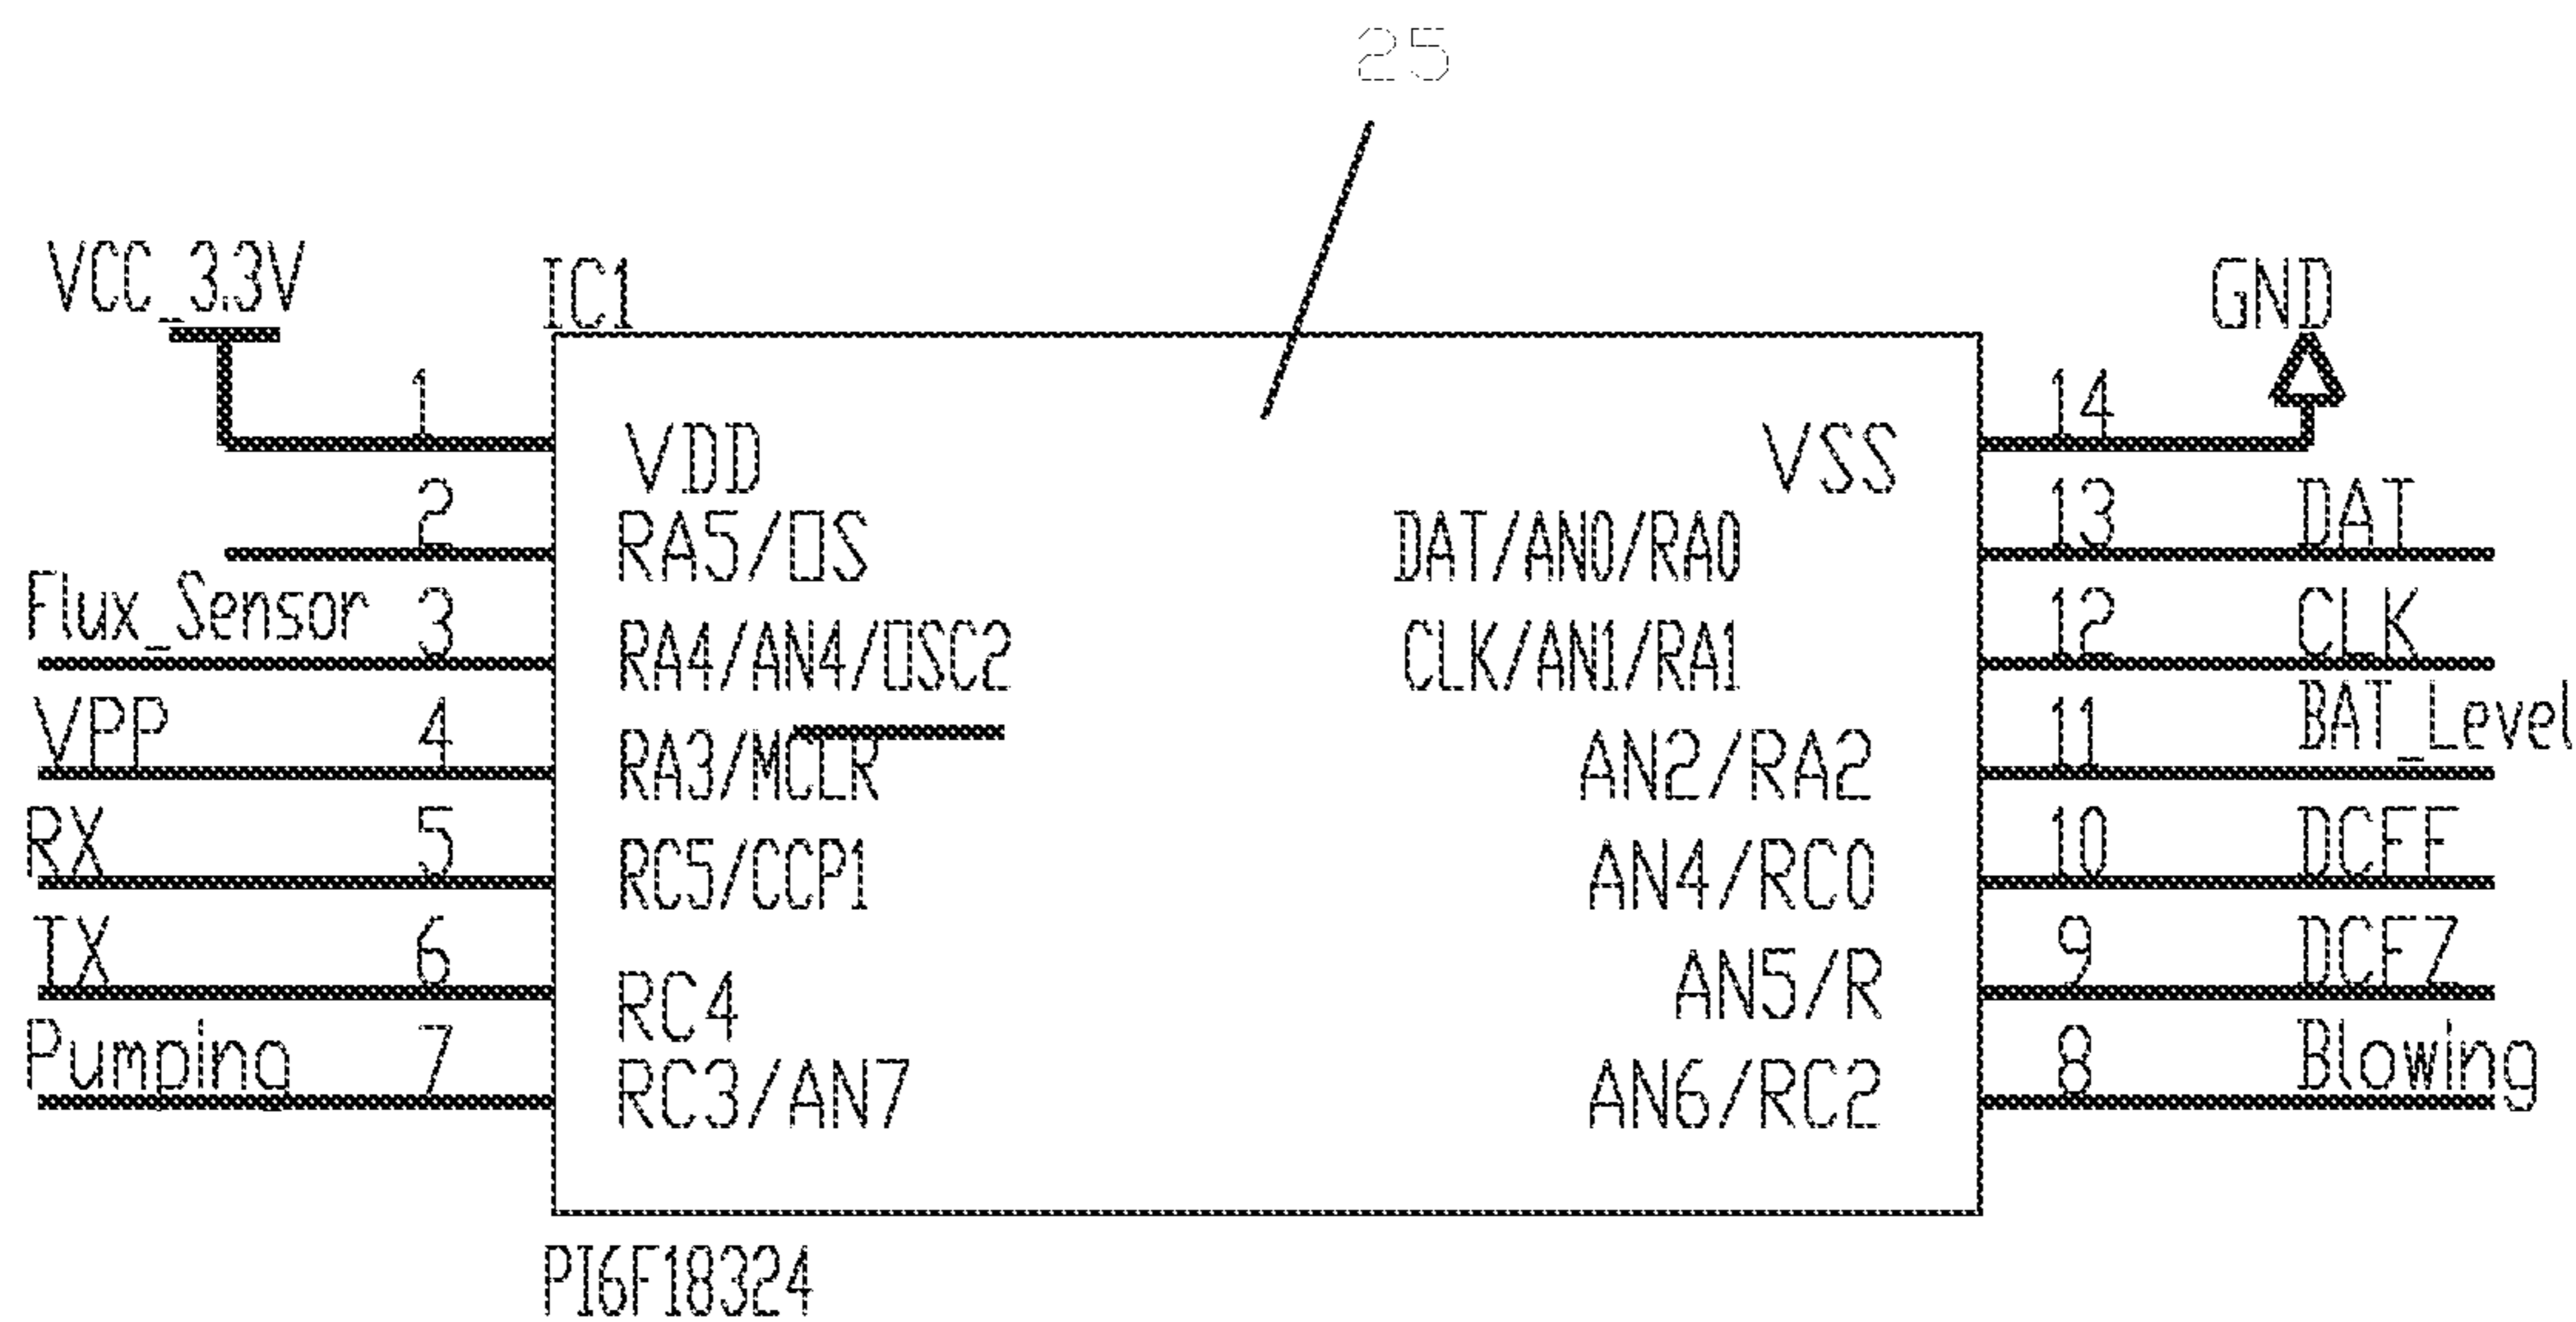 25
VCC_3.3V
IC1
GND
1
VDD
VSS
14
2
RA5/OS
DAT/AN0/RA0
13
DAT
Flux_Sensor
3
RA4/AN4/OSC2
CLK/AN1/RA1
12
CLK
VPP
4
RA3/MCLR
AN2/RA2
11
BAT_Level
RX
5
RC5/CCP1
AN4/RC0
10
TX
6
RC4
AN5/R
9
Pumping
7
RC3/AN7
AN6/RC2
8
Blowing
PI6F18324